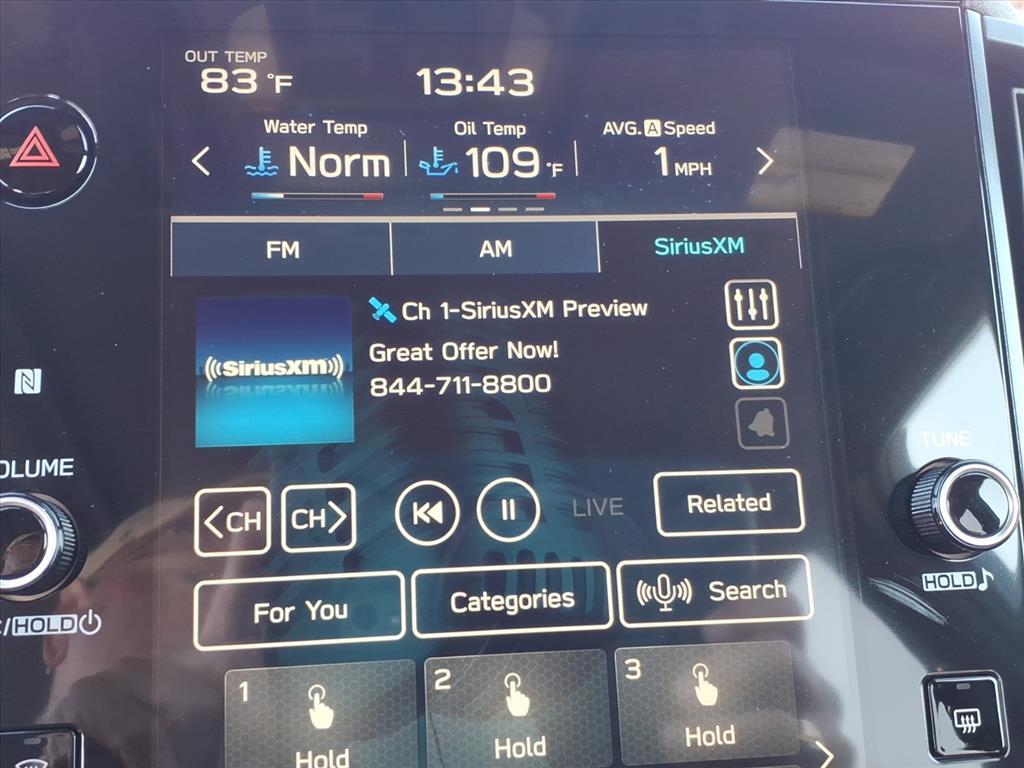 OUT TEMP
83 °F
13:43
Water Temp
Oil Temp
AVG. A Speed
Norm
109 °F
1 MPH
FM
AM
SiriusXM
Ch 1-SiriusXM Preview
((SiriusXM))
Great Offer Now!
844-711-8800
OLUME
TUNE
<CH
CH>
LIVE
Related
HOLD
For You
Categories
Search
/HOLD
1
2
3
Hold
Hold
Hold